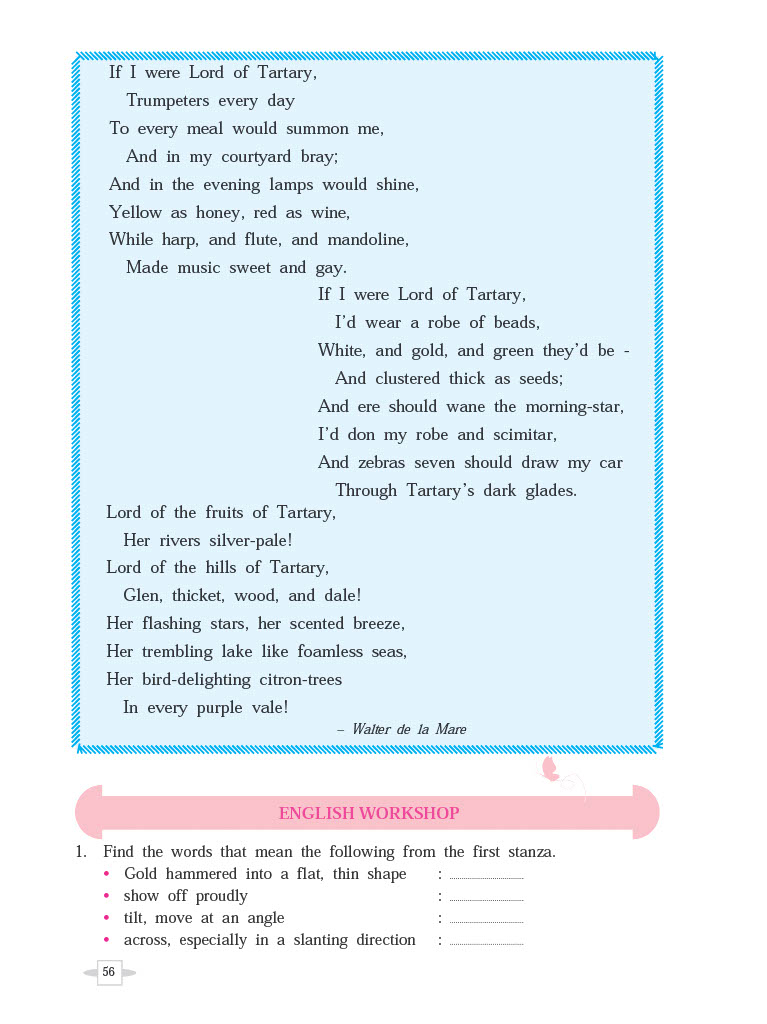 If I were Lord of Tartary,
Trumpeters every day
To every meal would summon me,
And in my courtyard bray;
And in the evening lamps would shine,
Yellow as honey, red as wine,
While harp, and flute, and mandoline,
Made music sweet and gay.
If I were Lord of Tartary,
I'd wear a robe of beads,
White, and gold, and green they'd be -
And clustered thick as seeds;
And ere should wane the morning-star,
I'd don my robe and scimitar,
And zebras seven should draw my car
Through Tartary's dark glades.
Lord of the fruits of Tartary,
Her rivers silver-pale!
Lord of the hills of Tartary,
Glen, thicket, wood, and dale!
Her flashing stars, her scented breeze,
Her trembling lake like foamless seas,
Her bird-delighting citron-trees
In every purple vale!
– Walter de la Mare
ENGLISH WORKSHOP
1. Find the words that mean the following from the first stanza.
• Gold hammered into a flat, thin shape : ........................
• show off proudly : ........................
• tilt, move at an angle : ........................
• across, especially in a slanting direction : ........................
56